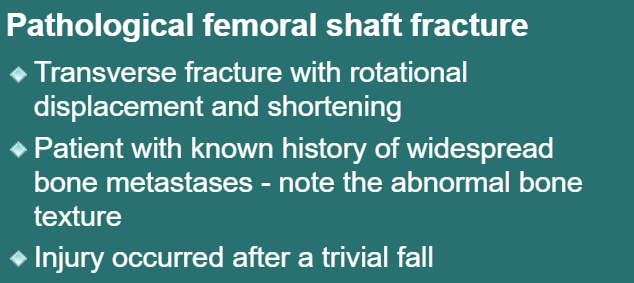 Pathological femoral shaft fracture
Transverse fracture with rotational
displacement and shortening
Patient with known history of widespread
bone metastases - note the abnormal bone
texture
Injury occurred after a trivial fall